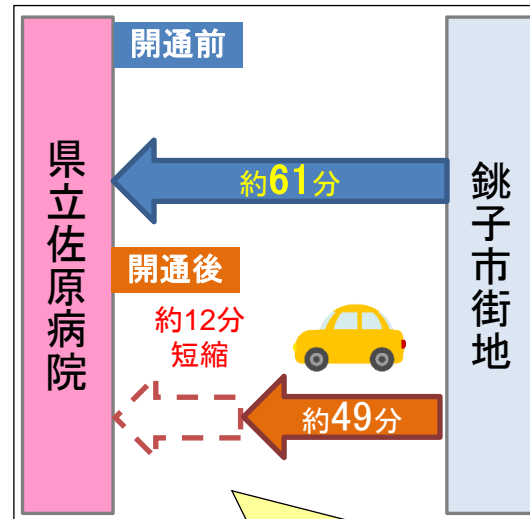 開通前
県立佐原病院
約61分
銚子市街地
開通後
約12分
短縮
約49分